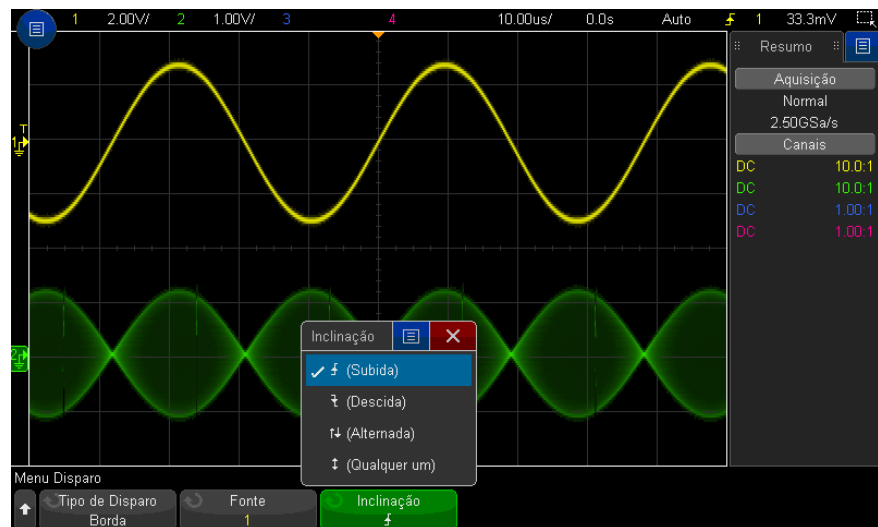 1 2.00V/ 2 1.00V/ 3 4 10.00us/ 0.0s Auto 1 33.3mV
Resumo
Aquisição
Normal
2.50GSa/s
Canais
DC 10.0:1
DC 10.0:1
DC 1.00:1
DC 1.00:1
T
1
2
Inclinação
(Subida)
(Descida)
(Alternada)
(Qualquer um)
Menu Disparo
Tipo de Disparo
Borda
Fonte
1
Inclinação